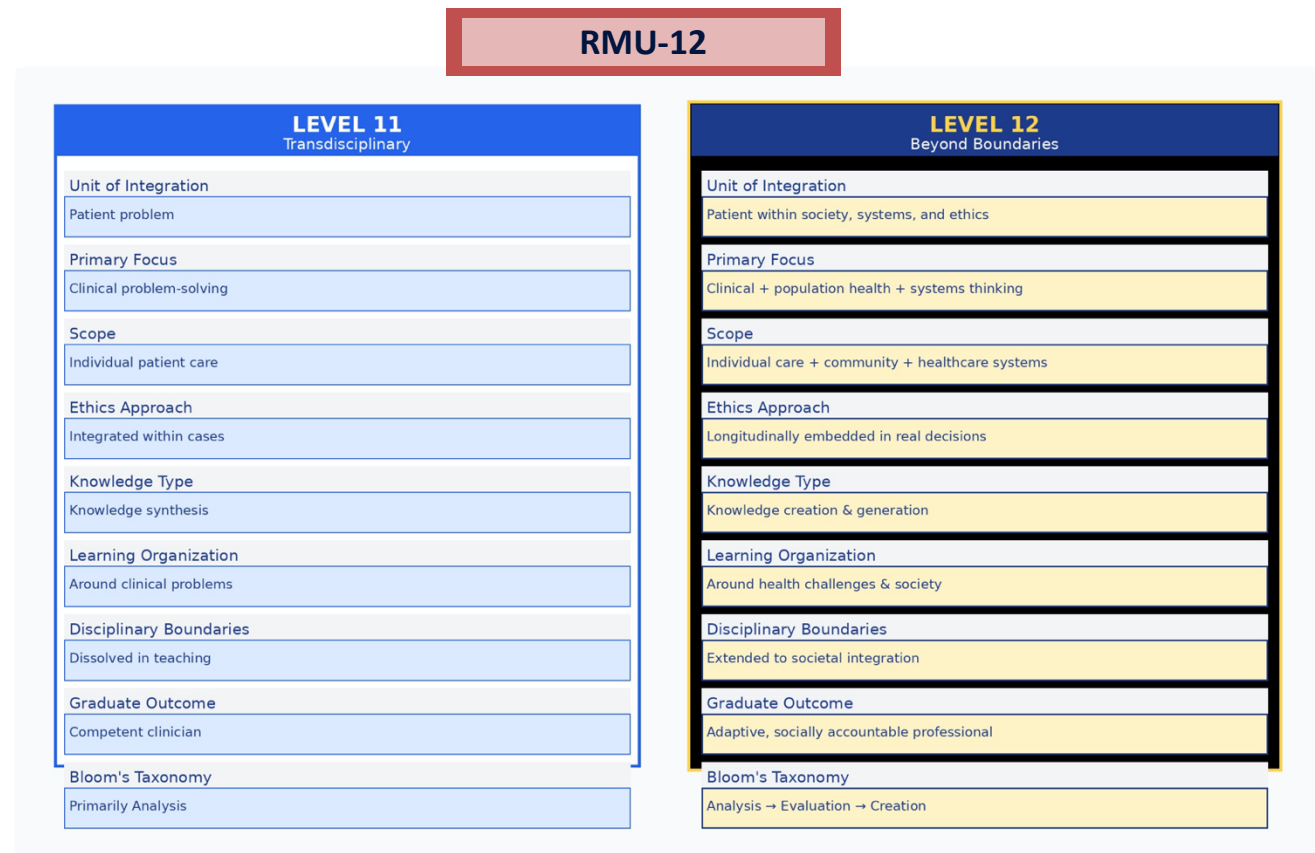 RMU-12
LEVEL 11
Transdisciplinary
Unit of Integration
Patient problem
Primary Focus
Clinical problem-solving
Scope
Individual patient care
Ethics Approach
Integrated within cases
Knowledge Type
Knowledge synthesis
Learning Organization
Around clinical problems
Disciplinary Boundaries
Dissolved in teaching
Graduate Outcome
Competent clinician
Bloom's Taxonomy
Primarily Analysis
LEVEL 12
Beyond Boundaries
Unit of Integration
Patient within society, systems, and ethics
Primary Focus
Clinical + population health + systems thinking
Scope
Individual care + community + healthcare systems
Ethics Approach
Longitudinally embedded in real decisions
Knowledge Type
Knowledge creation & generation
Learning Organization
Around health challenges & society
Disciplinary Boundaries
Extended to societal integration
Graduate Outcome
Adaptive, socially accountable professional
Bloom's Taxonomy
Analysis → Evaluation → Creation